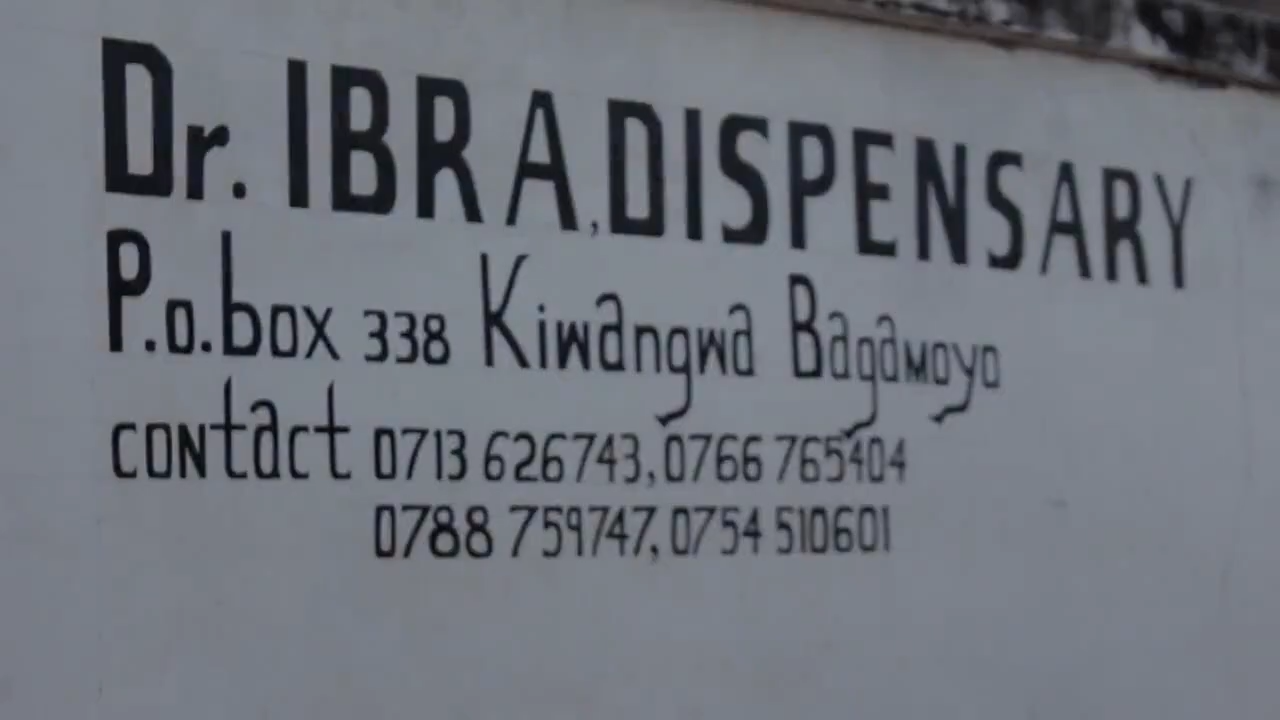 Dr. IBRA, DISPENSARY
P.o.box 338 Kiwangwa Bagamoyo
contact 0713 626743, 0766 765404
0788 759747, 0754 510601